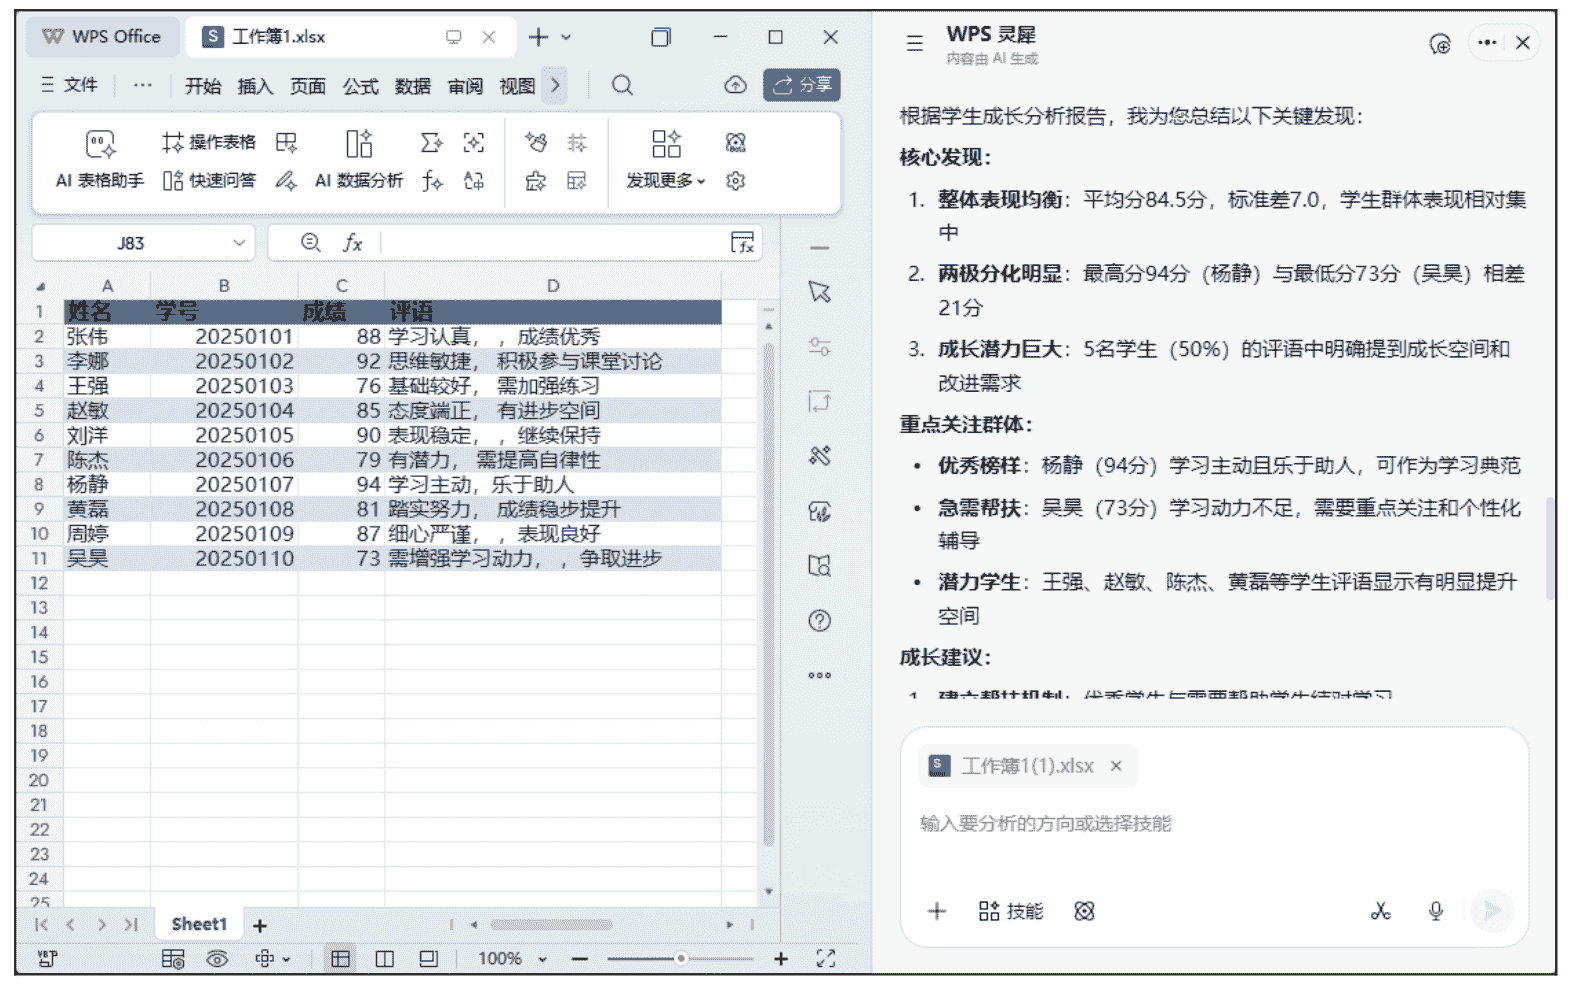 WPS Office
工作簿1.xlsx
文件
开始 插入 页面 公式 数据 审阅 视图
分享
操作表格
AI 表格助手
快速问答
AI 数据分析
发现更多
J83
fx
A B C D
1 姓名 学号 成绩 评语
2 张伟 20250101 88 学习认真，，成绩优秀
3 李娜 20250102 92 思维敏捷， 积极参与课堂讨论
4 王强 20250103 76 基础较好， 需加强练习
5 赵敏 20250104 85 态度端正， 有进步空间
6 刘洋 20250105 90 表现稳定，，继续保持
7 陈杰 20250106 79 有潜力， 需提高自律性
8 杨静 20250107 94 学习主动，乐于助人
9 黄磊 20250108 81 踏实努力， 成绩稳步提升
10 周婷 20250109 87 细心严谨，，表现良好
11 吴昊 20250110 73 需增强学习动力，，争取进步
12
13
14
15
16
17
18
19
20
21
22
23
24
25
Sheet1
100%
WPS 灵犀
内容由 AI 生成
根据学生成长分析报告，我为您总结以下关键发现：
核心发现：
1. 整体表现均衡：平均分84.5分，标准差7.0，学生群体表现相对集
中
2. 两极分化明显：最高分94分（杨静）与最低分73分（吴昊）相差
21分
3. 成长潜力巨大：5名学生（50%）的评语中明确提到成长空间和
改进需求
重点关注群体：
• 优秀榜样：杨静（94分）学习主动且乐于助人，可作为学习典范
• 急需帮扶：吴昊（73分）学习动力不足，需要重点关注和个性化
辅导
• 潜力学生：王强、赵敏、陈杰、黄磊等学生评语显示有明显提升
空间
成长建议：
1. 建立帮扶机制：优秀学生与需要帮助学生结对学习
工作簿1(1).xlsx
输入要分析的方向或选择技能
技能